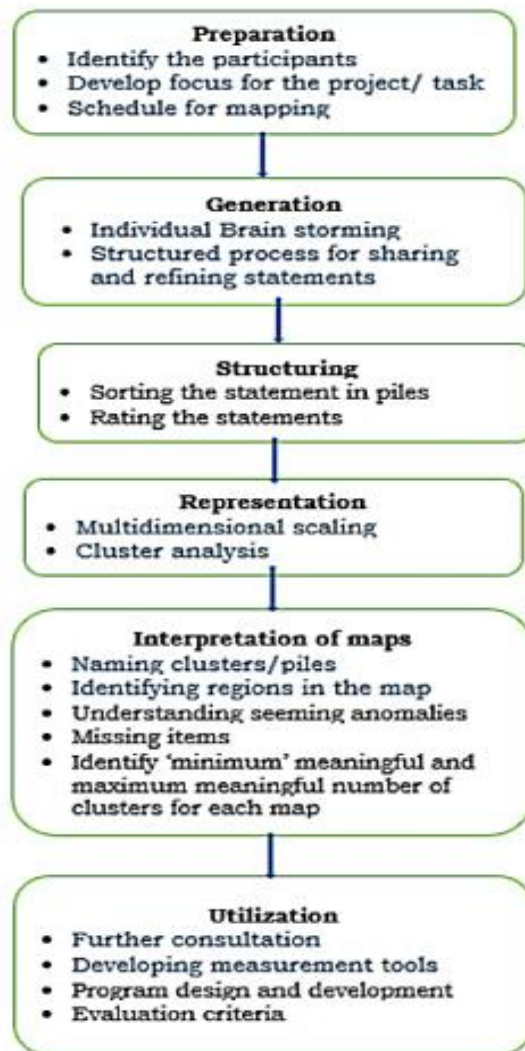 Preparation
• Identify the participants
• Develop focus for the project/ task
• Schedule for mapping
Generation
• Individual Brain storming
• Structured process for sharing
and refining statements
Structuring
• Sorting the statement in piles
• Rating the statements
Representation
• Multidimensional scaling
• Cluster analysis
Interpretation of maps
• Naming clusters/piles
• Identifying regions in the map
• Understanding seeming anomalies
• Missing items
• Identify ‘minimum’ meaningful and
maximum meaningful number of
clusters for each map
Utilization
• Further consultation
• Developing measurement tools
• Program design and development
• Evaluation criteria